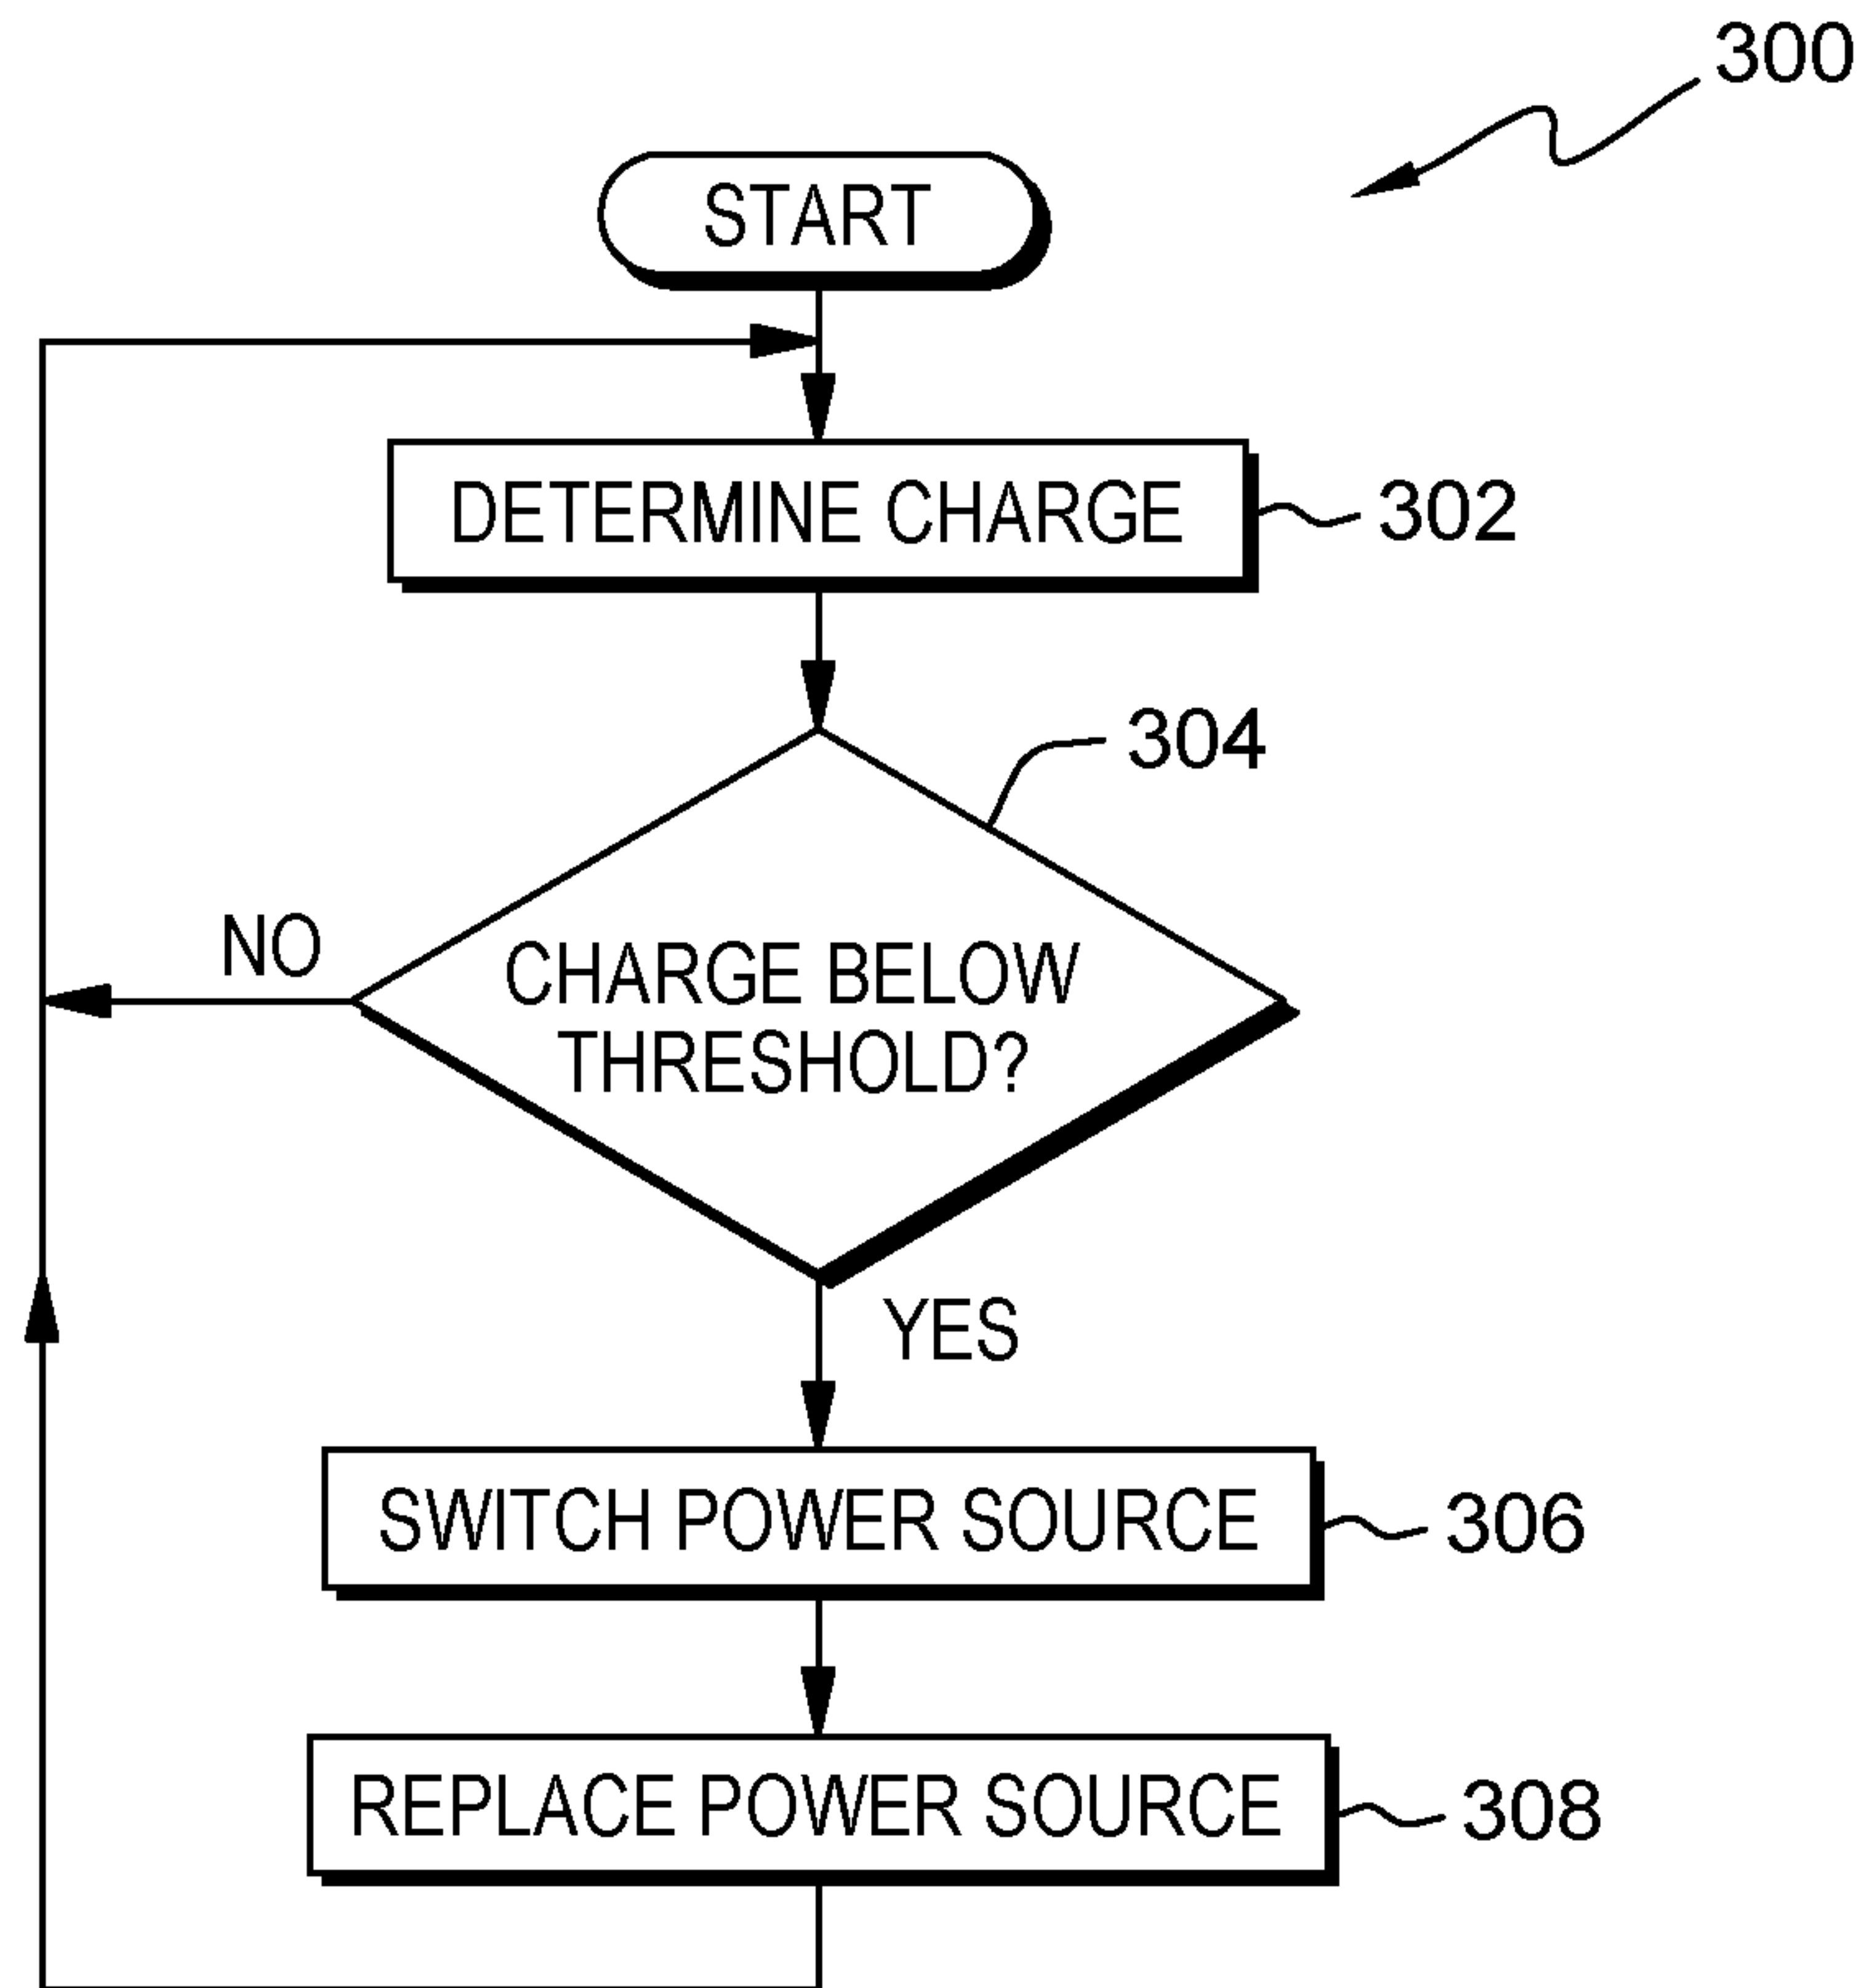 300
START
DETERMINE CHARGE
302
304
NO
CHARGE BELOW
THRESHOLD?
YES
SWITCH POWER SOURCE
306
REPLACE POWER SOURCE
308